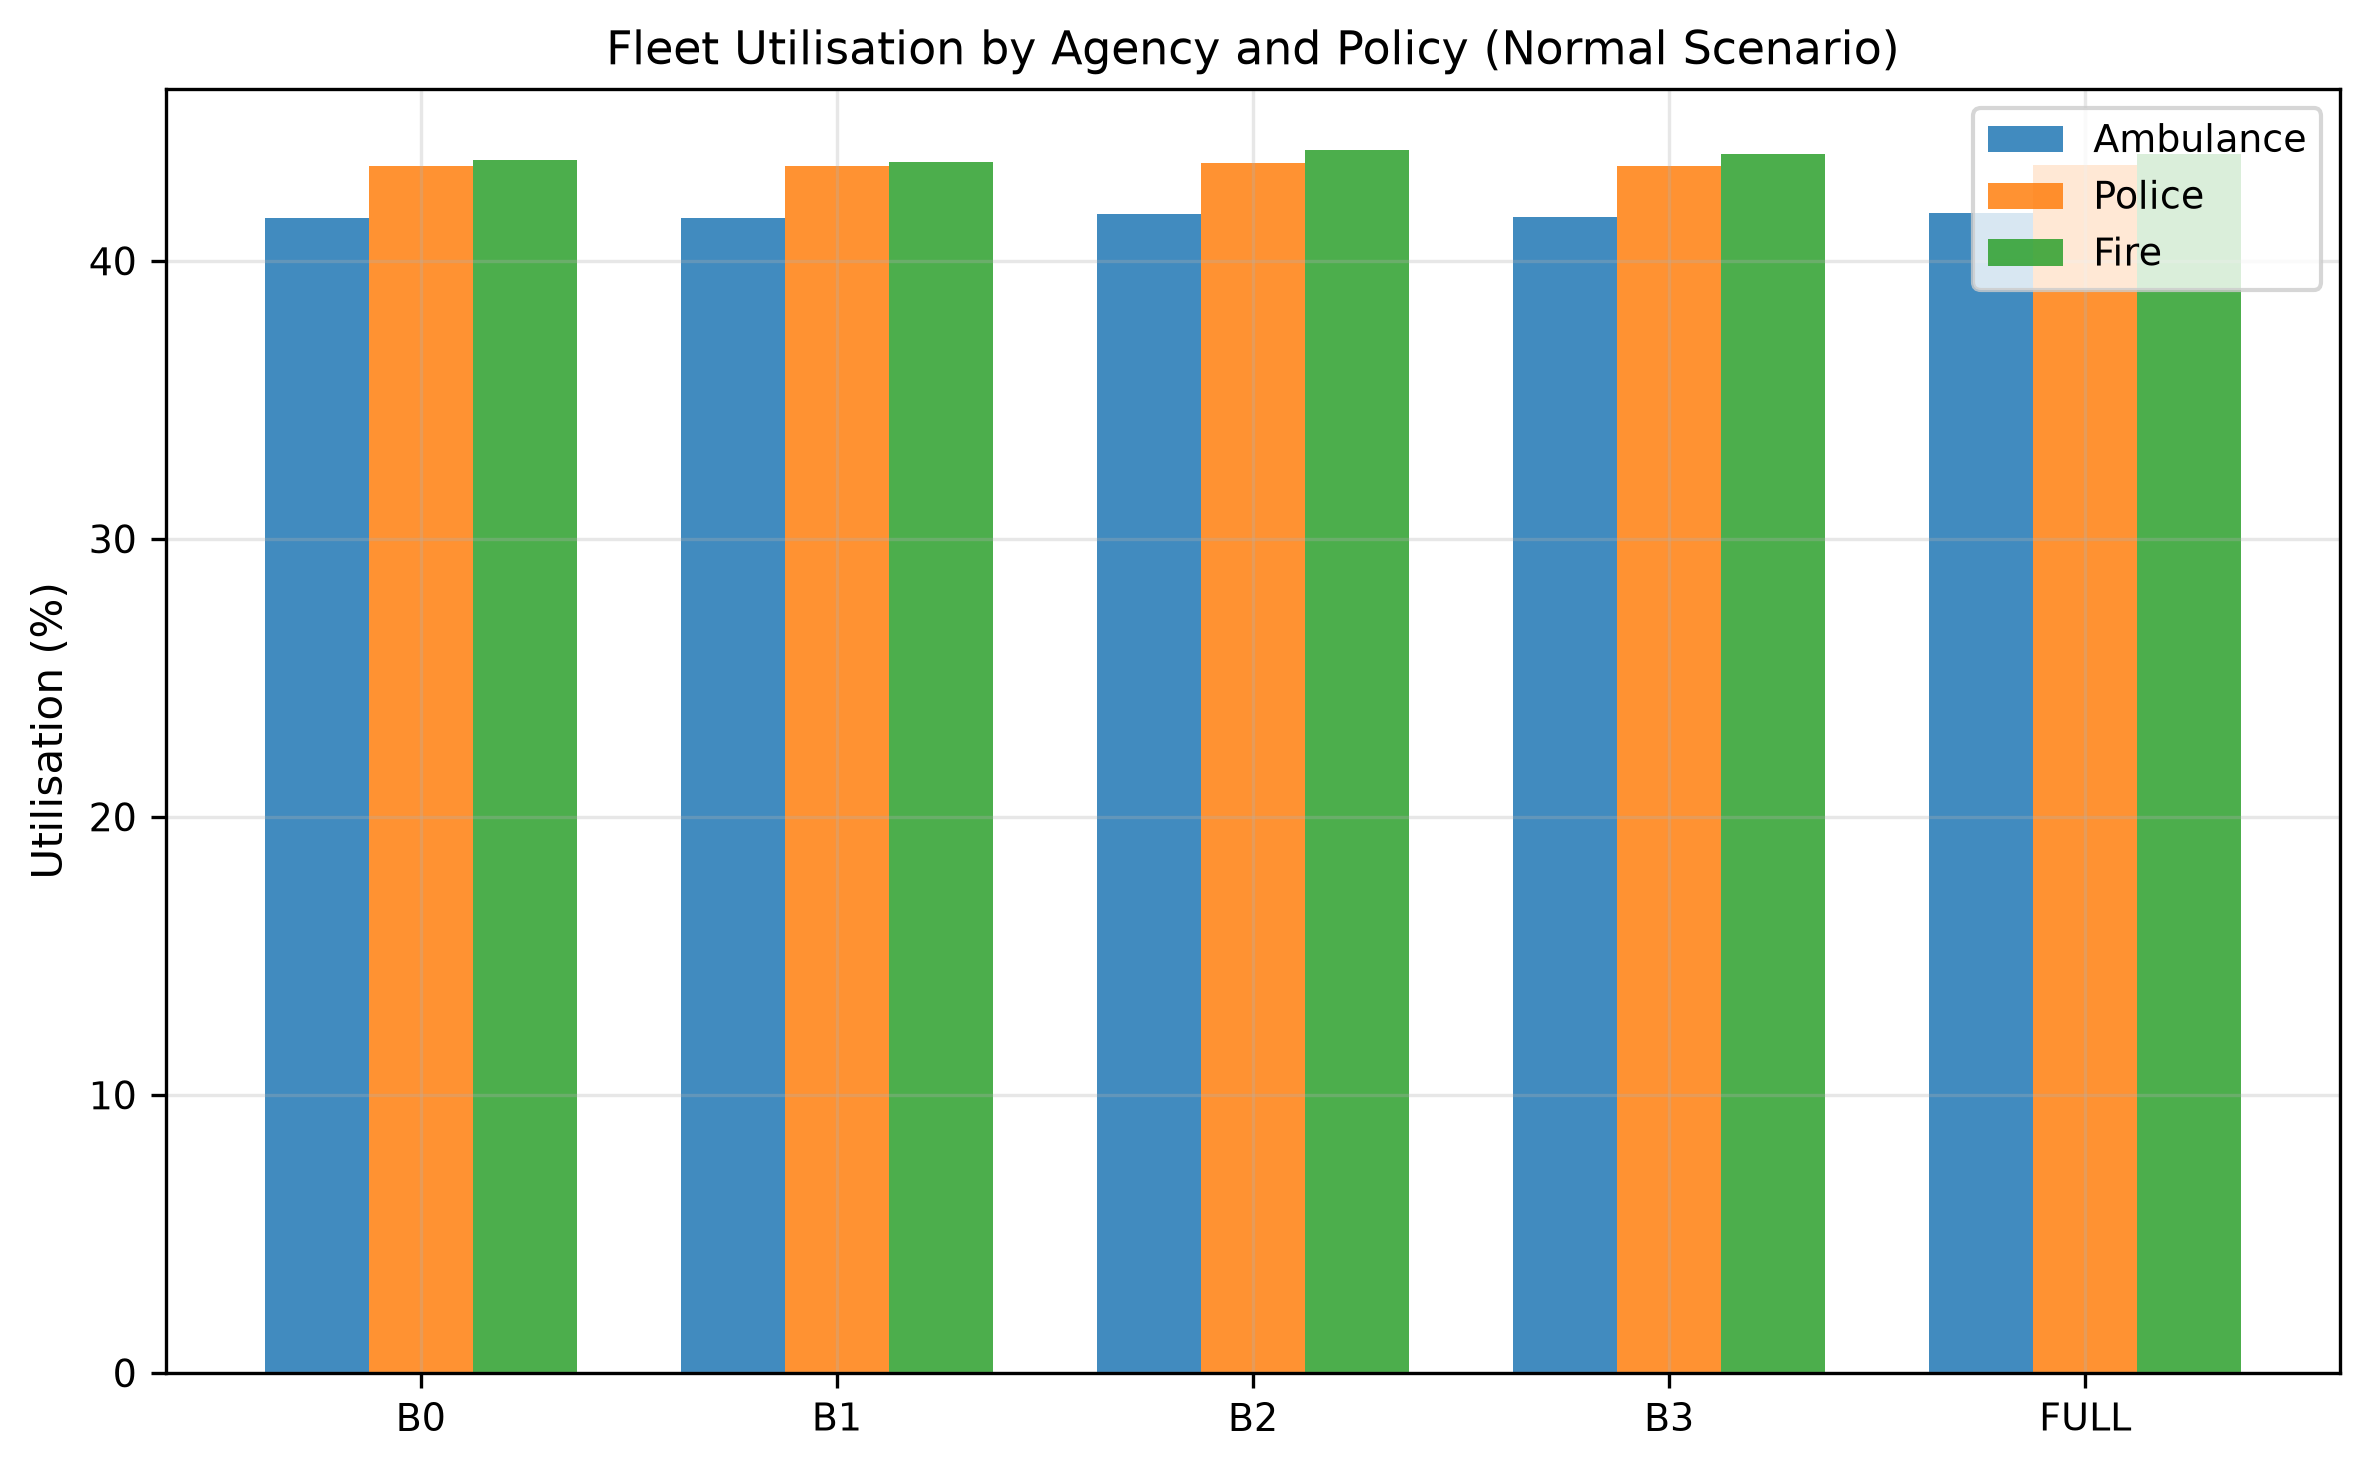 Fleet Utilisation by Agency and Policy (Normal Scenario)
Utilisation (%)
40
30
20
10
0
B0 B1 B2 B3 FULL
Ambulance
Police
Fire